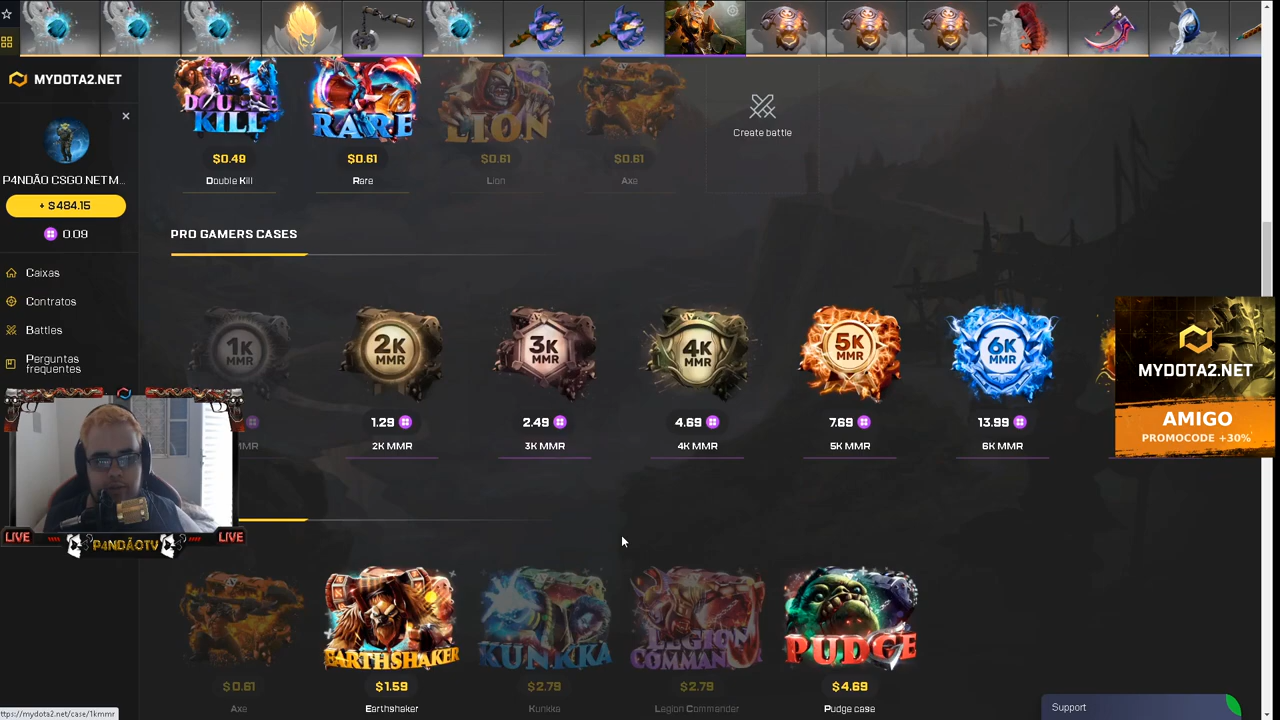 MYDOTA2.NET
DOUBLE
KILL
RARE
LION
Create battle
$0.49
$0.61
$0.61
$0.61
Double Kill
Rare
Lion
Axe
P4NDÃO CSGO NET M...
+ $484.15
0.09
PRO GAMERS CASES
Caixas
Contratos
Battles
Perguntas
frequentes
1K
MMR
2K
MMR
3K
MMR
4K
MMR
5K
MMR
6K
MMR
1.29
2.49
4.69
7.69
13.99
MMR
2K MMR
3K MMR
4K MMR
5K MMR
6K MMR
MYDOTA2.NET
AMIGO
PROMOCODE +30%
LIVE
P4NDÃOTV
LIVE
EARTHSHAKER
KUNKKA
LEGION
COMMANDER
PUDGE
$0.61
$1.59
$2.79
$2.79
$4.69
Axe
Earthshaker
Kunkka
Legion Commander
Pudge case
ttps://mydota2.net/case/1kmmr
Support